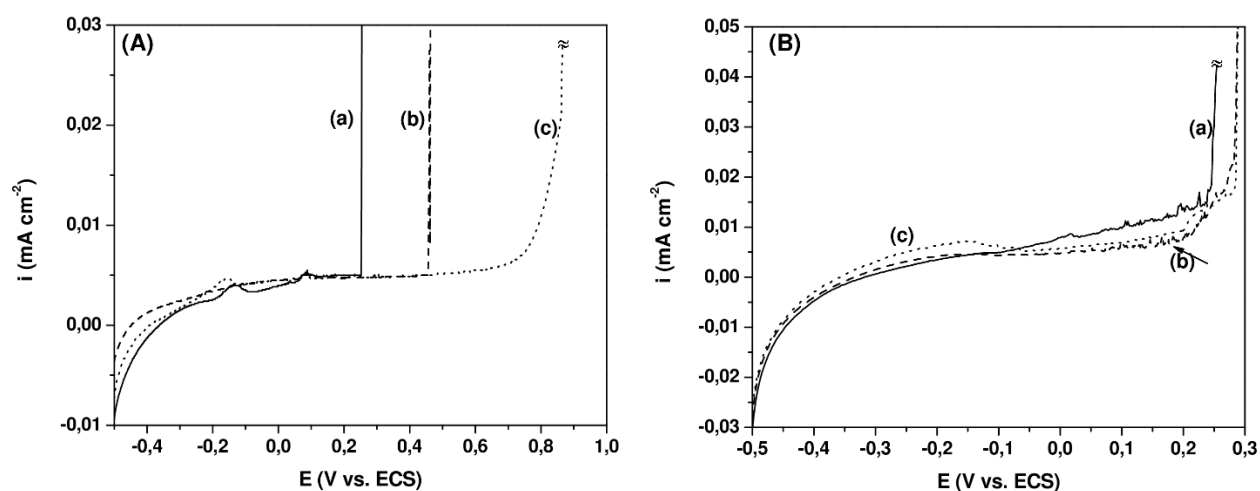 (A)
0,03
0,02
0,01
0,00
-0,01
i (mA cm⁻²)
(a)
(b)
(c)
≈
-0,4
-0,2
0,0
0,2
0,4
0,6
0,8
1,0
E (V vs. ECS)
(B)
0,05
0,04
0,03
0,02
0,01
0,00
-0,01
-0,02
-0,03
i (mA cm⁻²)
≈
(a)
(c)
(b)
-0,5
-0,4
-0,3
-0,2
-0,1
0,0
0,1
0,2
0,3
E (V vs. ECS)